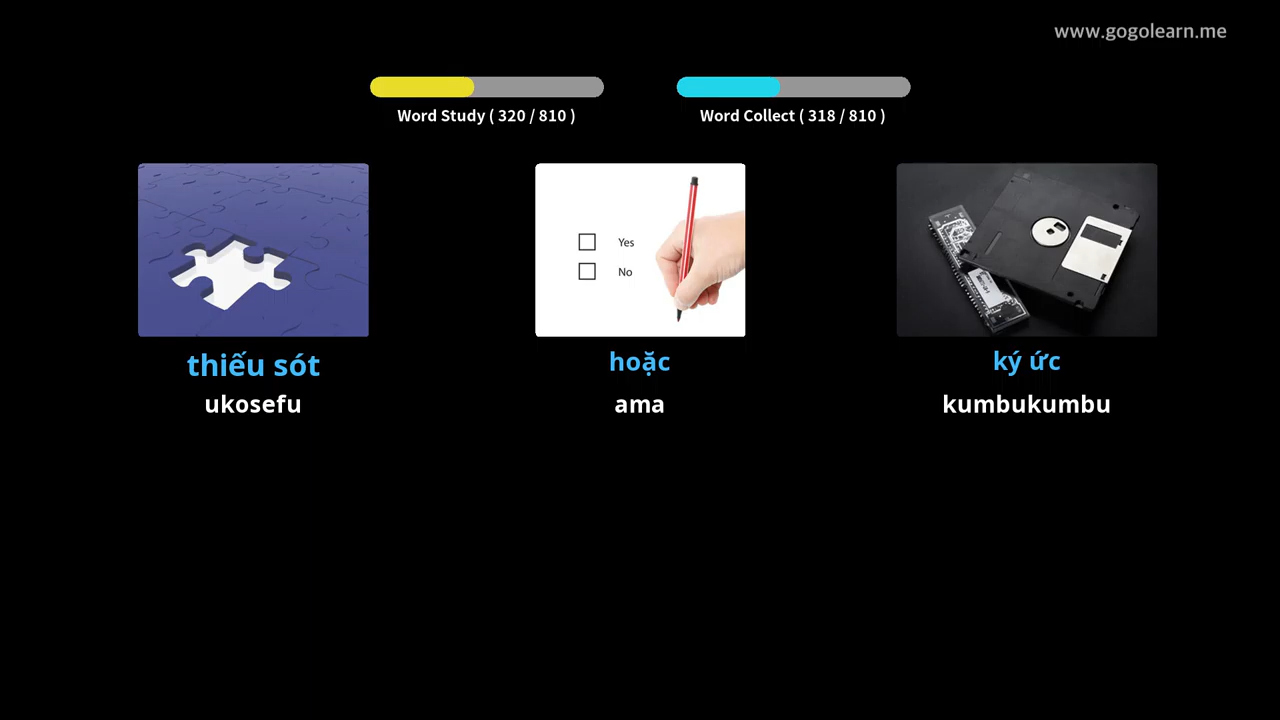 www.gogolearn.me
Word Study ( 320 / 810 )
Word Collect ( 318 / 810 )
Yes
No
thiếu sót
hoặc
ký ức
ukosefu
ama
kumbukumbu